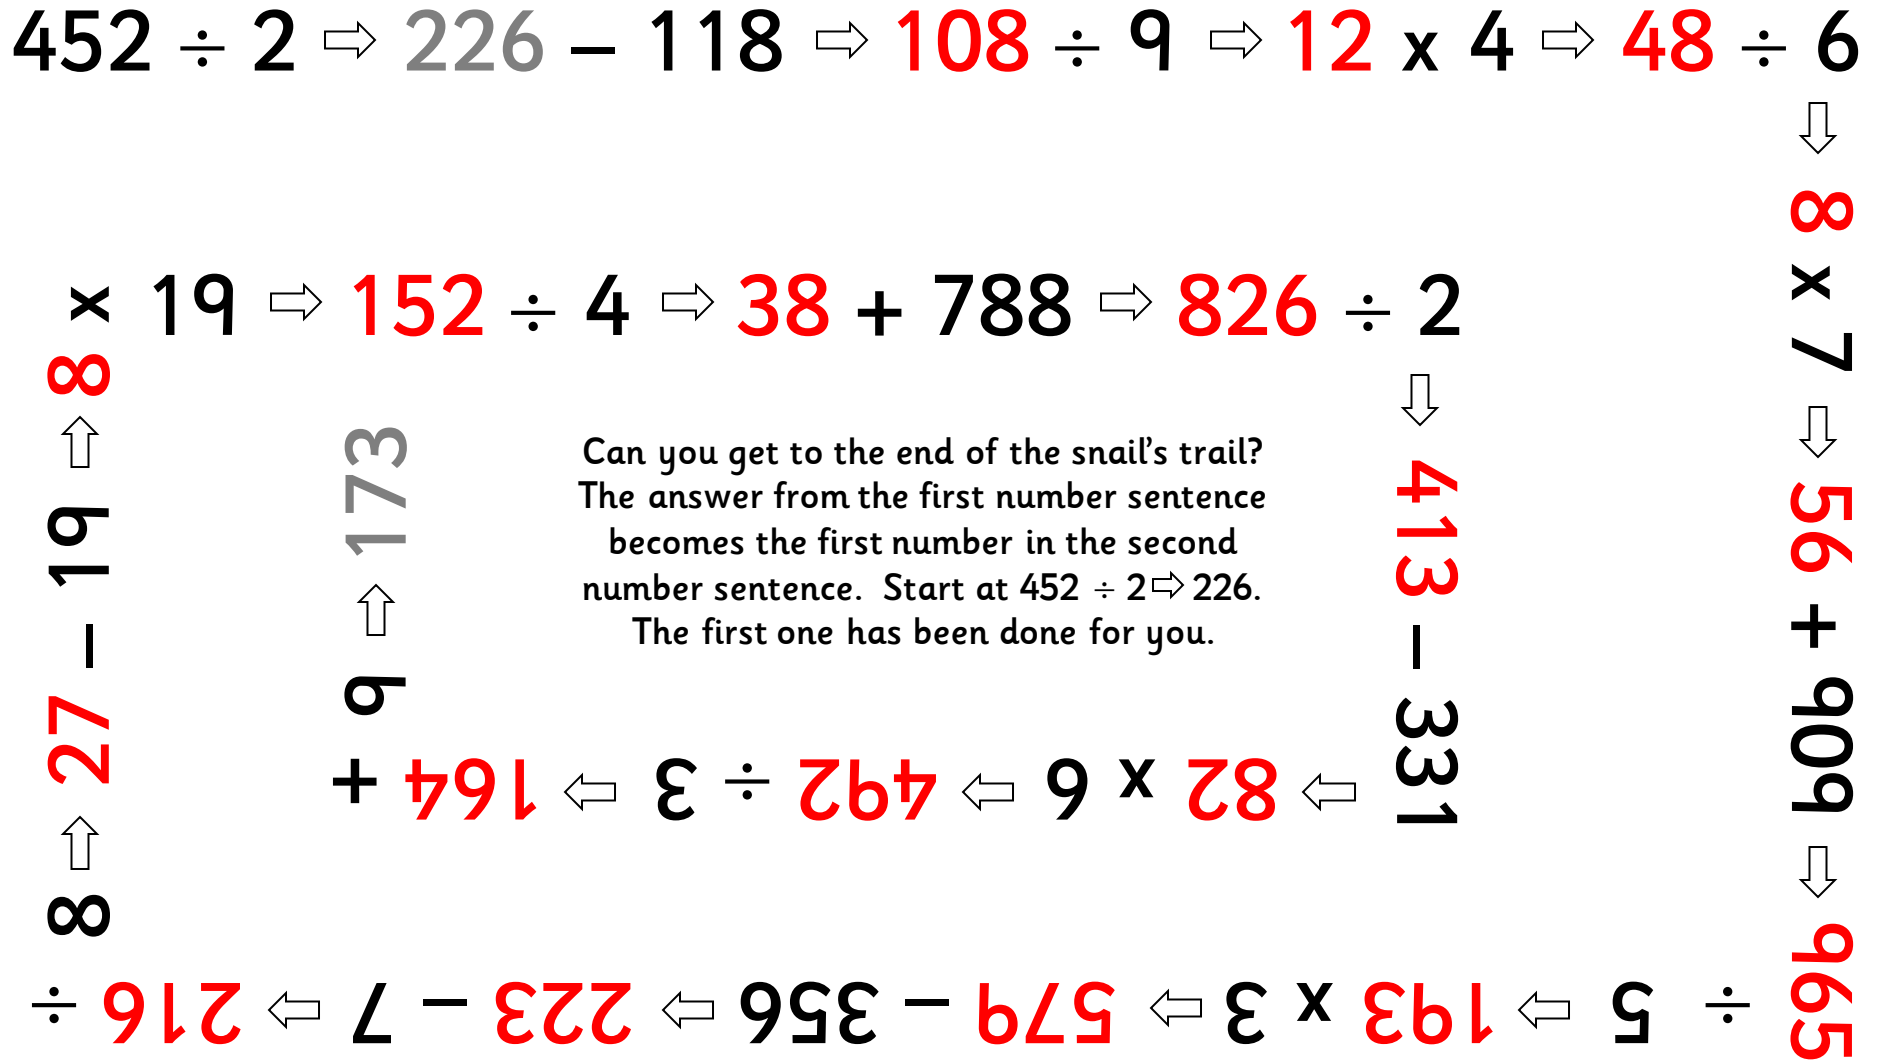 452 ÷ 2 ⇨ 226 – 118 ⇨ 108 ÷ 9 ⇨ 12 x 4 ⇨ 48 ÷ 6
⇨ 8 x 7 ⇨ 56 + 909 ⇨ 965
÷ 5 ⇨ 193 x 3 ⇨ 579 – 356 ⇨ 223 – 7 ⇨ 216 ÷
8 ⇨ 27 – 19 ⇨ 8
x 19 ⇨ 152 ÷ 4 ⇨ 38 + 788 ⇨ 826 ÷ 2
⇨ 413 – 331
⇨ 82 x 6 ⇨ 492 ÷ 3 ⇨ 164 +
9 ⇨ 173
Can you get to the end of the snail’s trail?
The answer from the first number sentence
becomes the first number in the second
number sentence. Start at 452 ÷ 2⇨226.
The first one has been done for you.